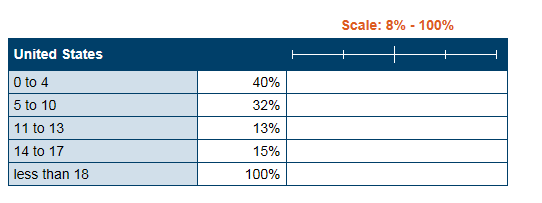 Scale: 8% - 100%
United States
0 to 4 40%
5 to 10 32%
11 to 13 13%
14 to 17 15%
less than 18 100%